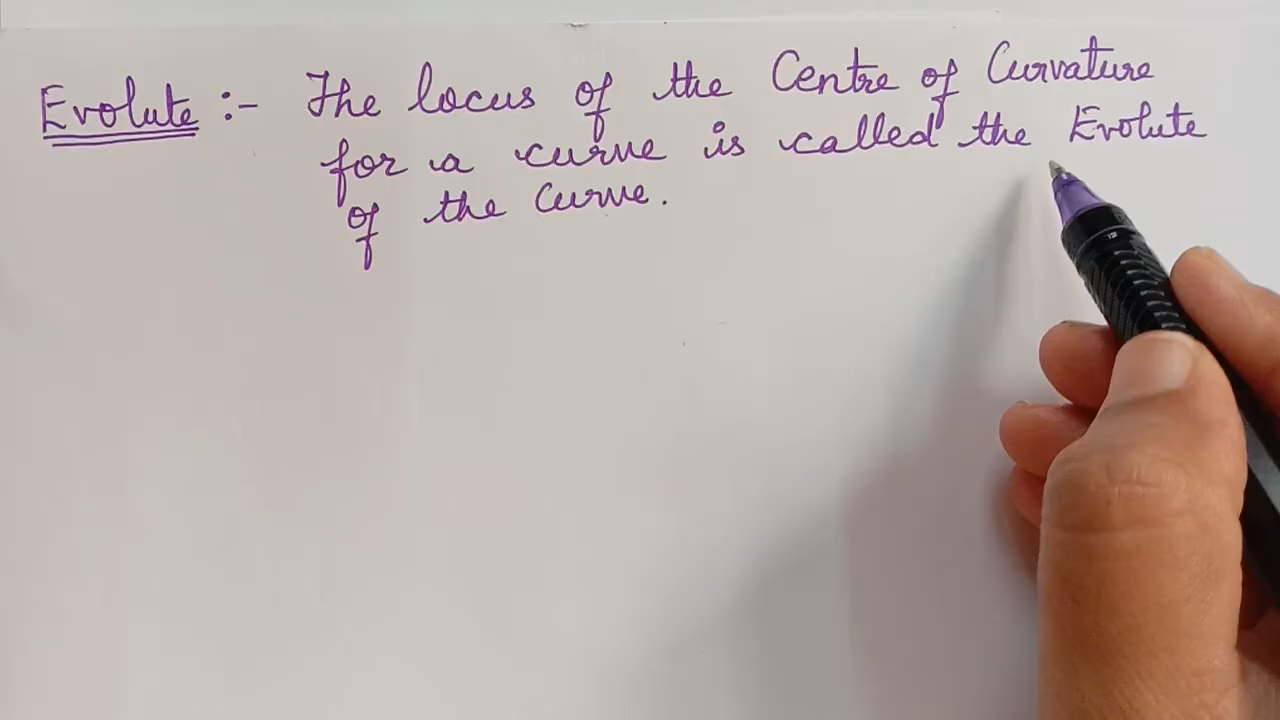 Evolute :- The locus of the Centre of Curvature
for a curve is called the Evolute
of the Curve.